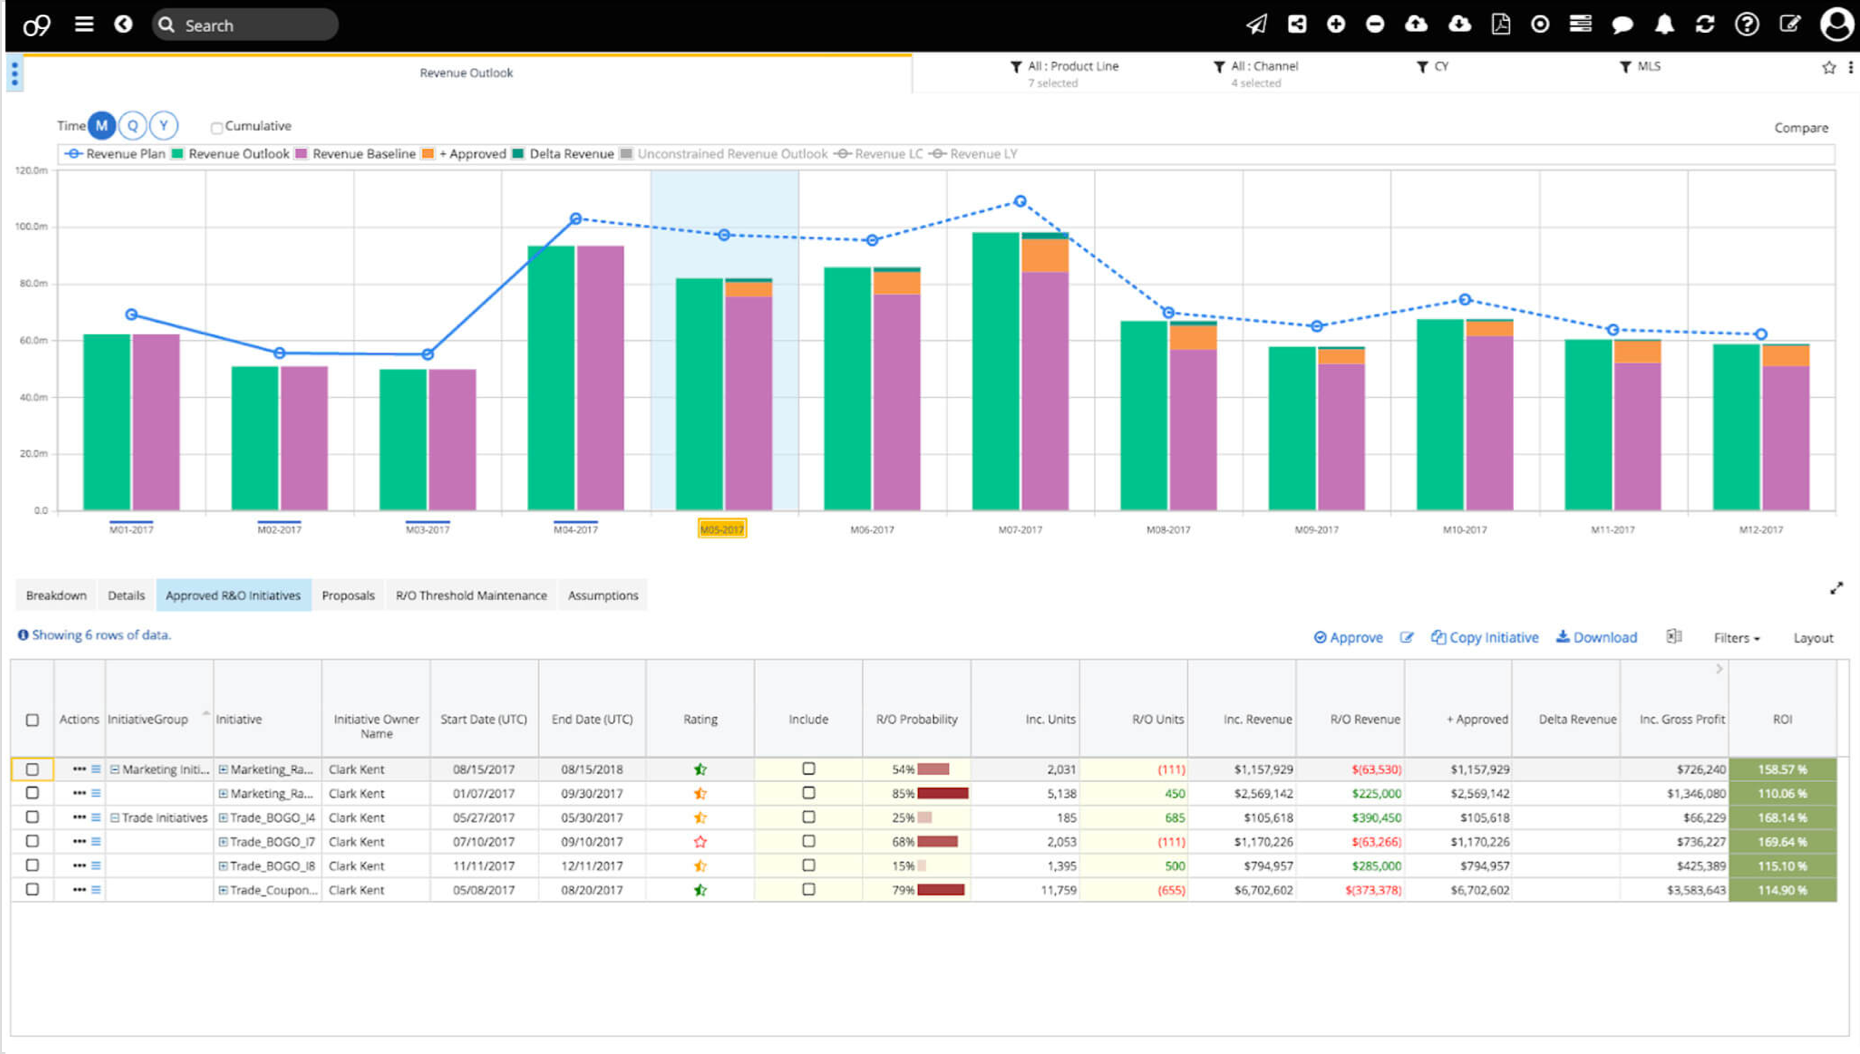 o9 Search
Revenue Outlook
All : Product Line
7 selected
All : Channel
4 selected
CY
MLS
Time M Q Y Cumulative
Compare
Revenue Plan Revenue Outlook Revenue Baseline + Approved Delta Revenue Unconstrained Revenue Outlook Revenue LC Revenue LY
120.0m
100.0m
80.0m
60.0m
40.0m
20.0m
0.0
M01-2017 M02-2017 M03-2017 M04-2017 M05-2017 M06-2017 M07-2017 M08-2017 M09-2017 M10-2017 M11-2017 M12-2017
Breakdown Details Approved R&O Initiatives Proposals R/O Threshold Maintenance Assumptions
Showing 6 rows of data.
Approve Copy Initiative Download Filters Layout
Actions InitiativeGroup Initiative Initiative Owner Name Start Date (UTC) End Date (UTC) Rating Include R/O Probability Inc. Units R/O Units Inc. Revenue R/O Revenue + Approved Delta Revenue Inc. Gross Profit ROI
Marketing Initi... Marketing_Ra... Clark Kent 08/15/2017 08/15/2018 54% 2,031 (111) $1,157,929 $(63,530) $1,157,929 $726,240 158.57 %
Marketing_Ra... Clark Kent 01/07/2017 09/30/2017 85% 5,138 450 $2,569,142 $225,000 $2,569,142 $1,346,080 110.06 %
Trade Initiatives Trade_BOGO_I4 Clark Kent 05/27/2017 05/30/2017 25% 185 685 $105,618 $390,450 $105,618 $66,229 168.14 %
Trade_BOGO_I7 Clark Kent 07/10/2017 09/10/2017 68% 2,053 (111) $1,170,226 $(63,266) $1,170,226 $736,227 169.64 %
Trade_BOGO_I8 Clark Kent 11/11/2017 12/11/2017 15% 1,395 500 $794,957 $285,000 $794,957 $425,389 115.10 %
Trade_Coupon... Clark Kent 05/08/2017 08/20/2017 79% 11,759 (655) $6,702,602 $(373,378) $6,702,602 $3,583,643 114.90 %